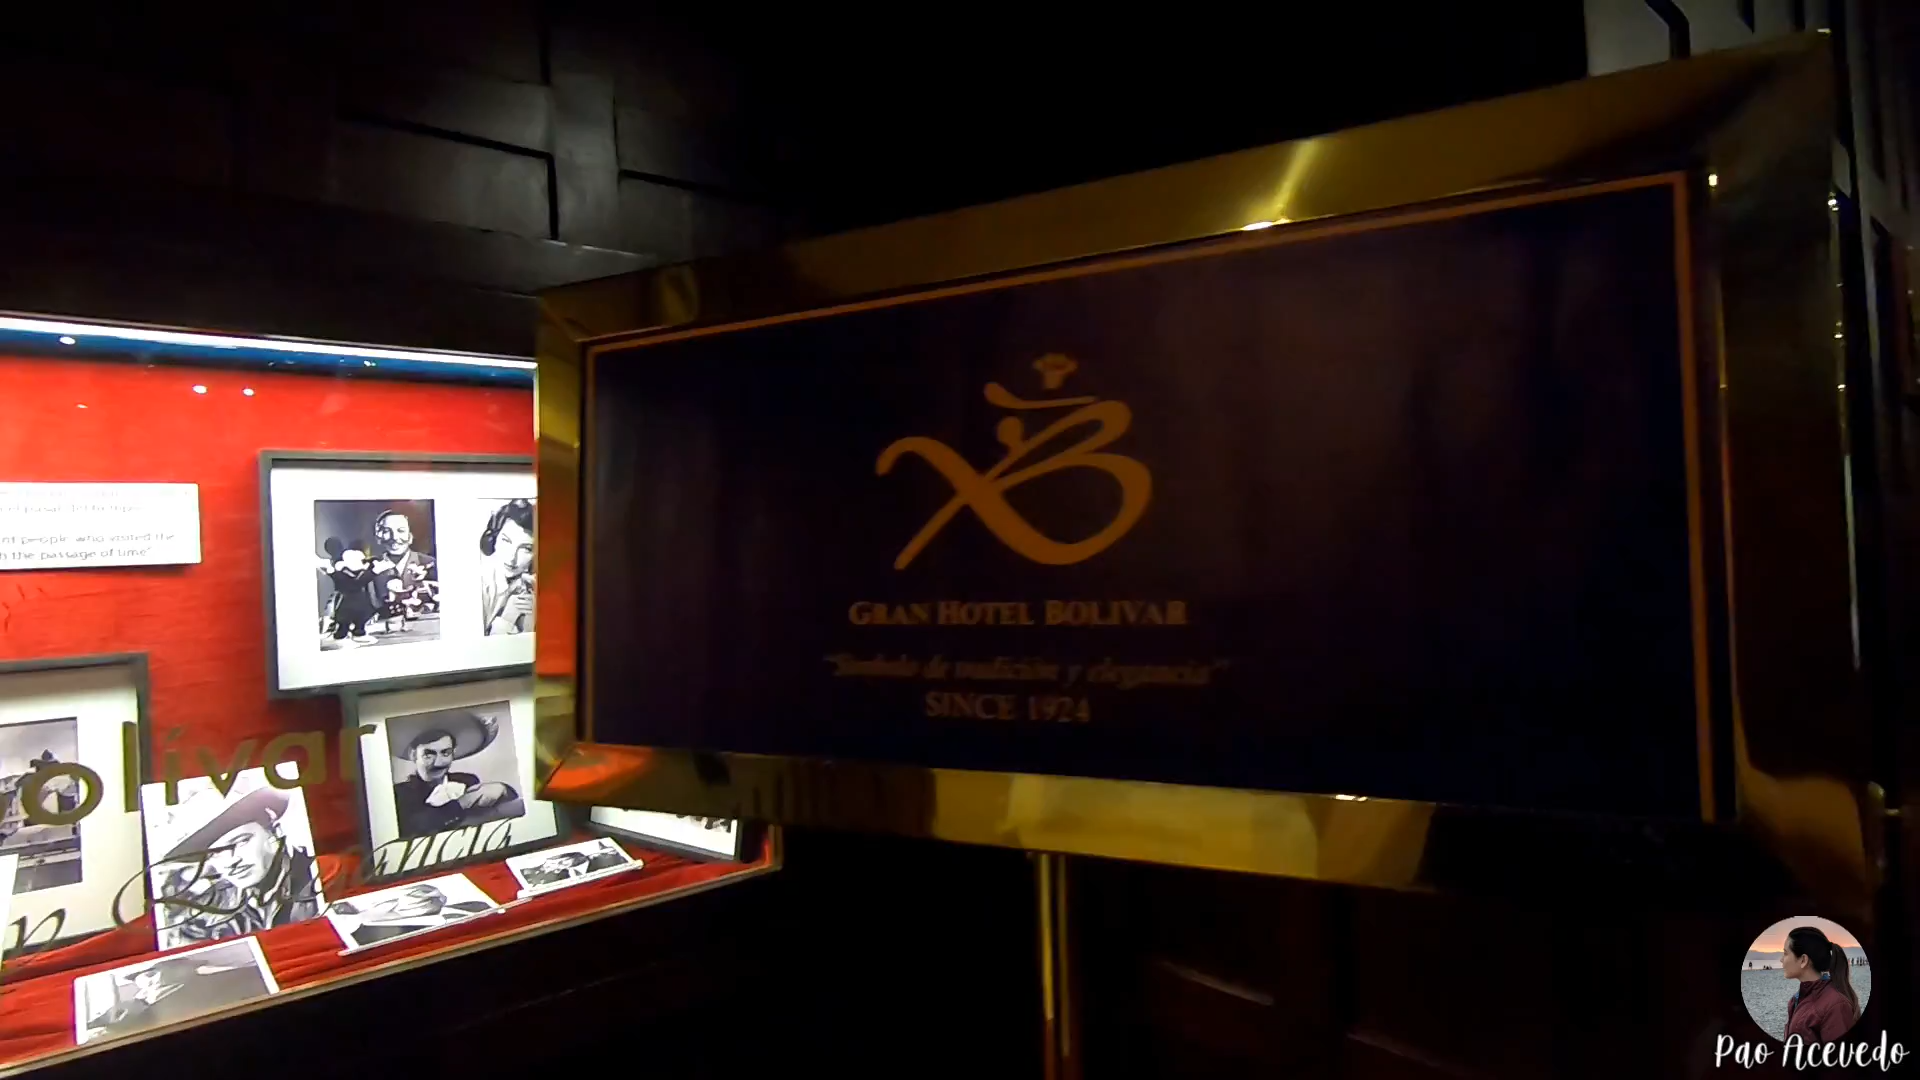 GRAN HOTEL BOLIVAR
"Símbolo de tradición y elegancia"
SINCE 1924
nt people who visited the
h the passage of time"
olívar
Pao Acevedo